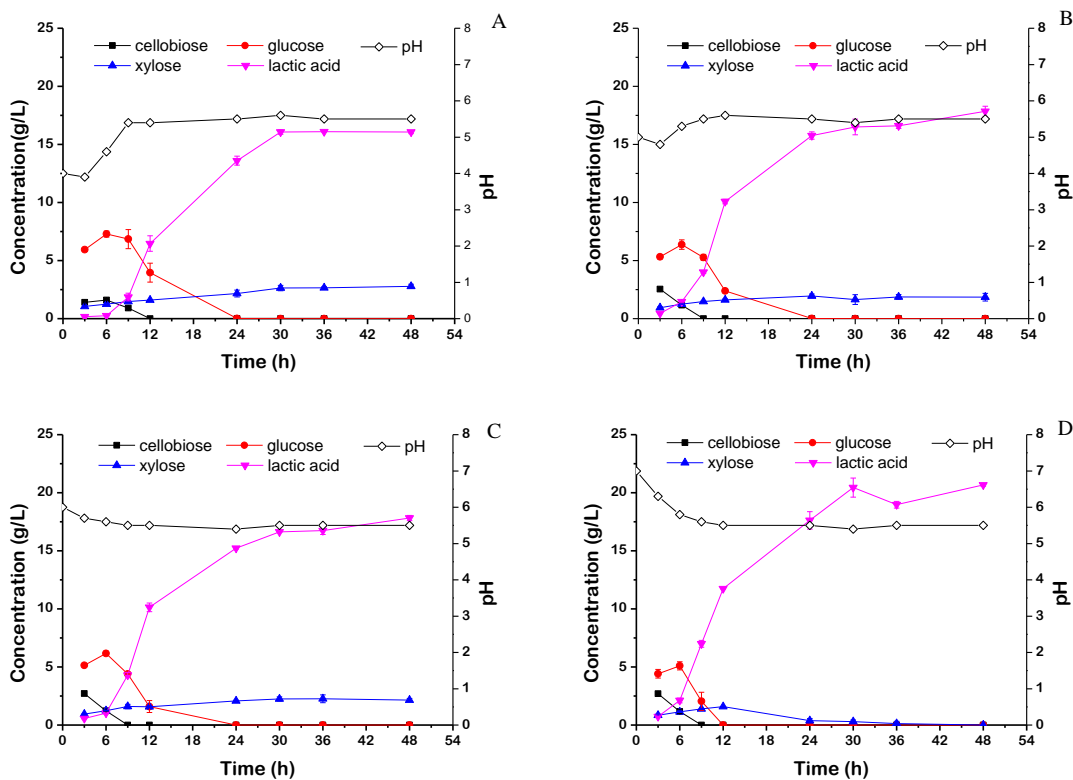 A
cellobiose glucose pH
xylose lactic acid
25
20
15
10
5
0
8
7
6
5
4
3
2
1
0
0 6 12 18 24 30 36 42 48 54
Concentration(g/L)
pH
Time (h)
B
cellobiose glucose pH
xylose lactic acid
25
20
15
10
5
0
8
7
6
5
4
3
2
1
0
0 6 12 18 24 30 36 42 48 54
Concentration (g/L)
pH
Time (h)
C
cellobiose glucose pH
xylose lactic acid
25
20
15
10
5
0
8
7
6
5
4
3
2
1
0
0 6 12 18 24 30 36 42 48 54
Concentration (g/L)
pH
Time (h)
D
cellobiose glucose pH
xylose lactic acid
25
20
15
10
5
0
8
7
6
5
4
3
2
1
0
0 6 12 18 24 30 36 42 48 54
Concentration (g/L)
pH
Time (h)